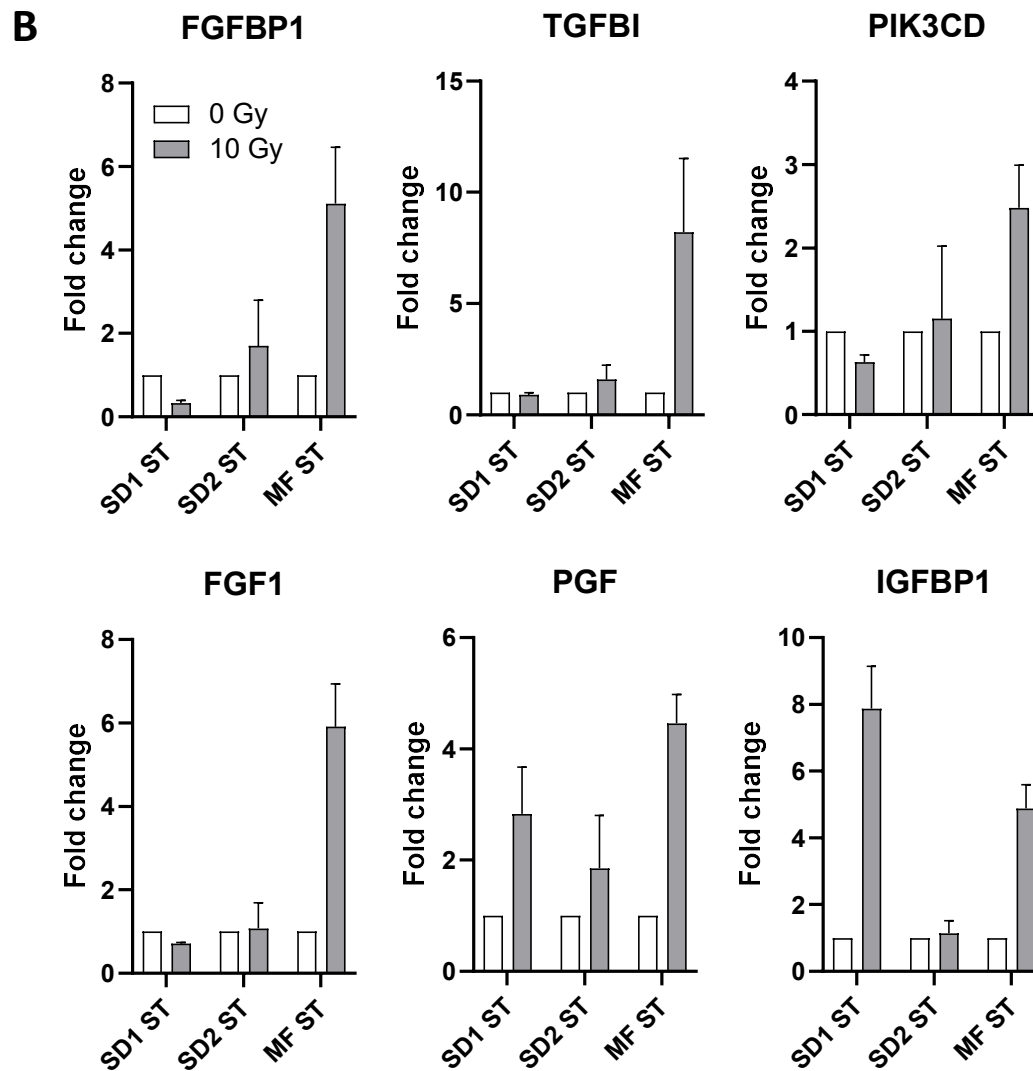 B
FGFBP1
TGFBI
PIK3CD
8
6
4
2
0
Fold change
0 Gy
10 Gy
SD1 ST
SD2 ST
MF ST
15
10
5
0
Fold change
SD1 ST
SD2 ST
MF ST
4
3
2
1
0
Fold change
SD1 ST
SD2 ST
MF ST
FGF1
PGF
IGFBP1
8
6
4
2
0
Fold change
SD1 ST
SD2 ST
MF ST
6
4
2
0
Fold change
SD1 ST
SD2 ST
MF ST
10
8
6
4
2
0
Fold change
SD1 ST
SD2 ST
MF ST